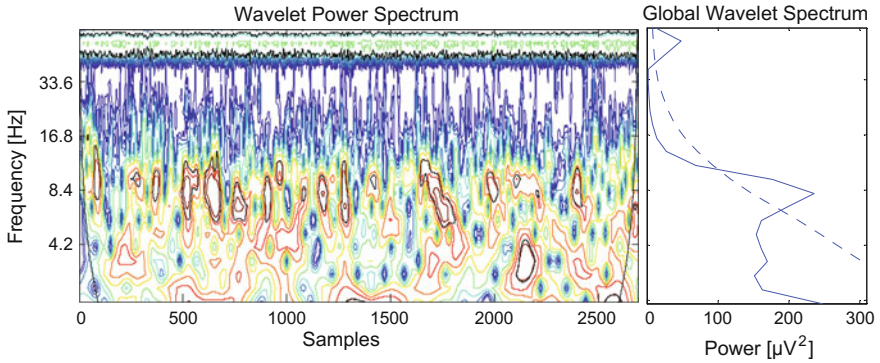 Wavelet Power Spectrum
Global Wavelet Spectrum
Frequency [Hz]
33.6
16.8
8.4
4.2
0 500 1000 1500 2000 2500
Samples
0 100 200 300
Power [µV²]